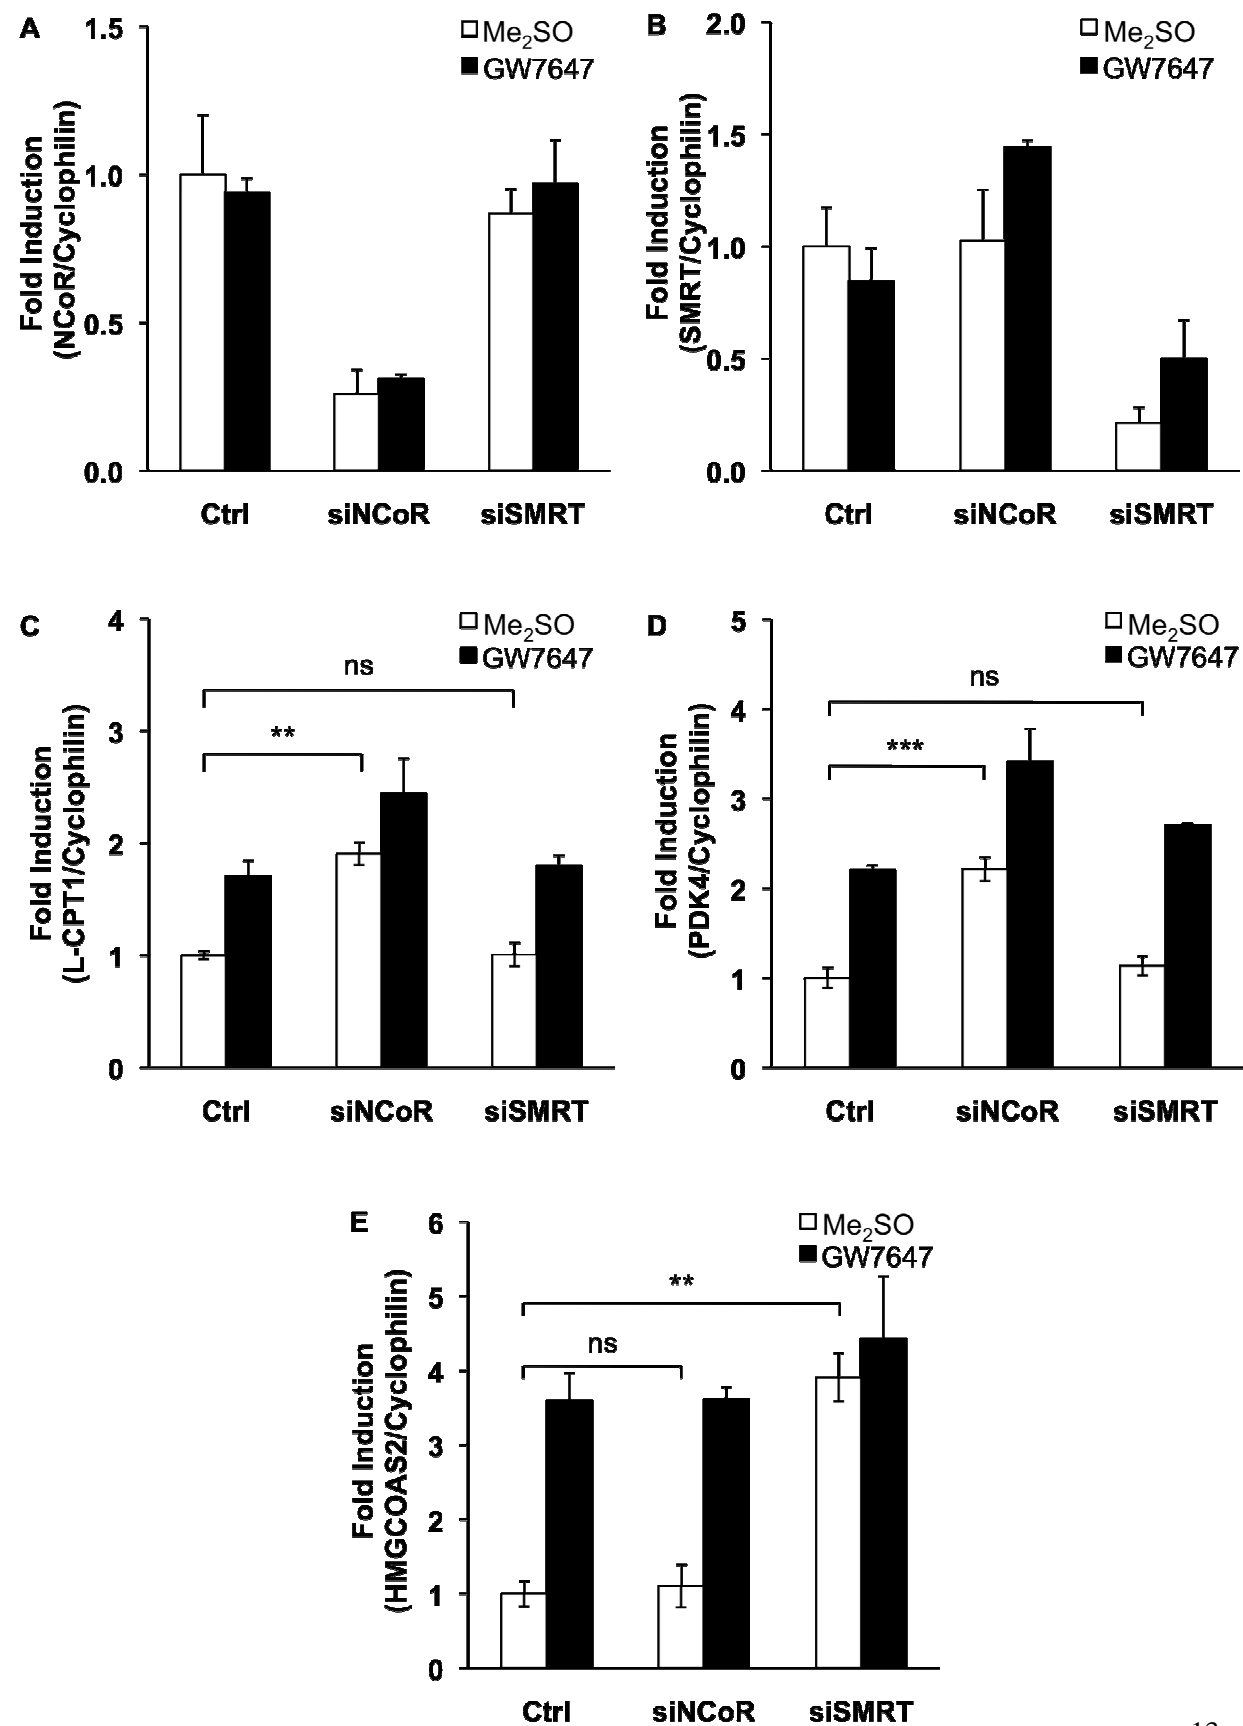 A
1.5
1.0
0.5
0.0
Fold Induction
(NCoR/Cyclophilin)
Me2SO
GW7647
Ctrl siNCoR siSMRT
B
2.0
1.5
1.0
0.5
0.0
Fold Induction
(SMRT/Cyclophilin)
Me2SO
GW7647
Ctrl siNCoR siSMRT
C
4
3
2
1
0
Fold Induction
(L-CPT1/Cyclophilin)
Me2SO
GW7647
ns
**
Ctrl siNCoR siSMRT
D
5
4
3
2
1
0
Fold Induction
(PDK4/Cyclophilin)
Me2SO
GW7647
ns
***
Ctrl siNCoR siSMRT
E
6
5
4
3
2
1
0
Fold Induction
(HMGCOAS2/Cyclophilin)
Me2SO
GW7647
**
ns
Ctrl siNCoR siSMRT